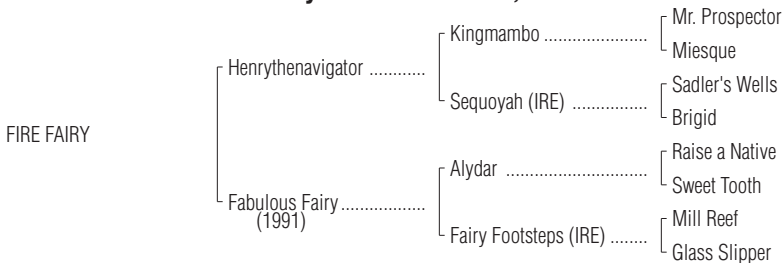 Mr. Prospector
Kingmambo ......................
Miesque
Henrythenavigator ............
Sadler's Wells
Sequoyah (IRE) ................
Brigid
FIRE FAIRY
Raise a Native
Alydar ..............................
Sweet Tooth
Fabulous Fairy ..................
(1991)
Mill Reef
Fairy Footsteps (IRE) ........
Glass Slipper